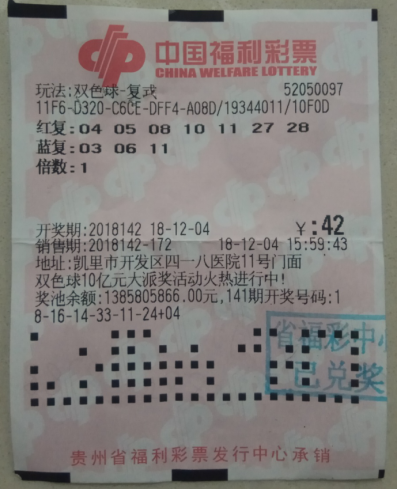 中国福利彩票
CHINA WELFARE LOTTERY
玩法:双色球-复式 52050097
11F6-D320-C6CE-DFF4-A08D/19344011/10F0D
红复: 04 05 08 10 11 27 28
蓝复: 03 06 11
倍数: 1
开奖期:2018142 18-12-04 ¥:42
销售期:2018142-172 18-12-04 15:59:43
地址:凯里市开发区四一八医院11号门面
双色球10亿元大派奖活动火热进行中!
奖池余额:1385805866.00元,141期开奖号码:1
8-16-14-33-11-24+04
省福彩中心
已兑奖
贵州省福利彩票发行中心承销